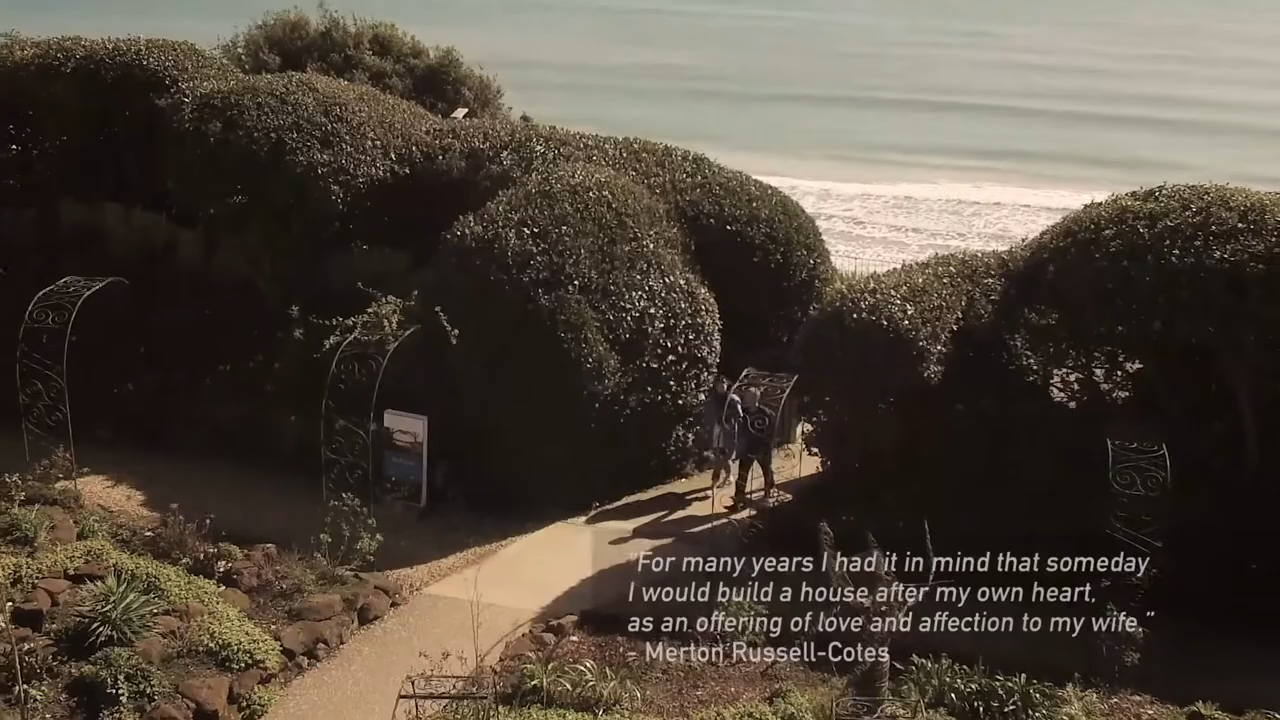 "For many years I had it in mind that someday
I would build a house after my own heart,
as an offering of love and affection to my wife."
- Merton Russell-Cotes